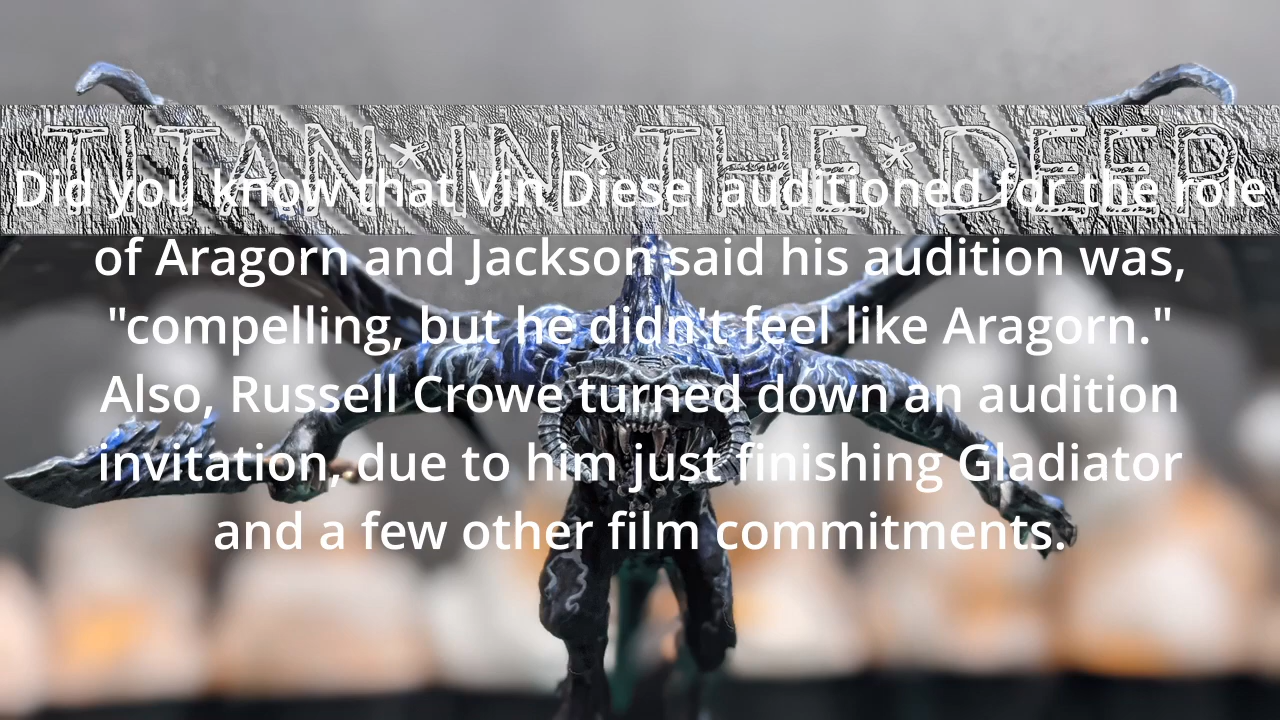 TITAN*IN*THE*DEEP
Did you know that Vin Diesel auditioned for the role
of Aragorn and Jackson said his audition was,
"compelling, but he didn't feel like Aragorn."
Also, Russell Crowe turned down an audition
invitation, due to him just finishing Gladiator
and a few other film commitments.